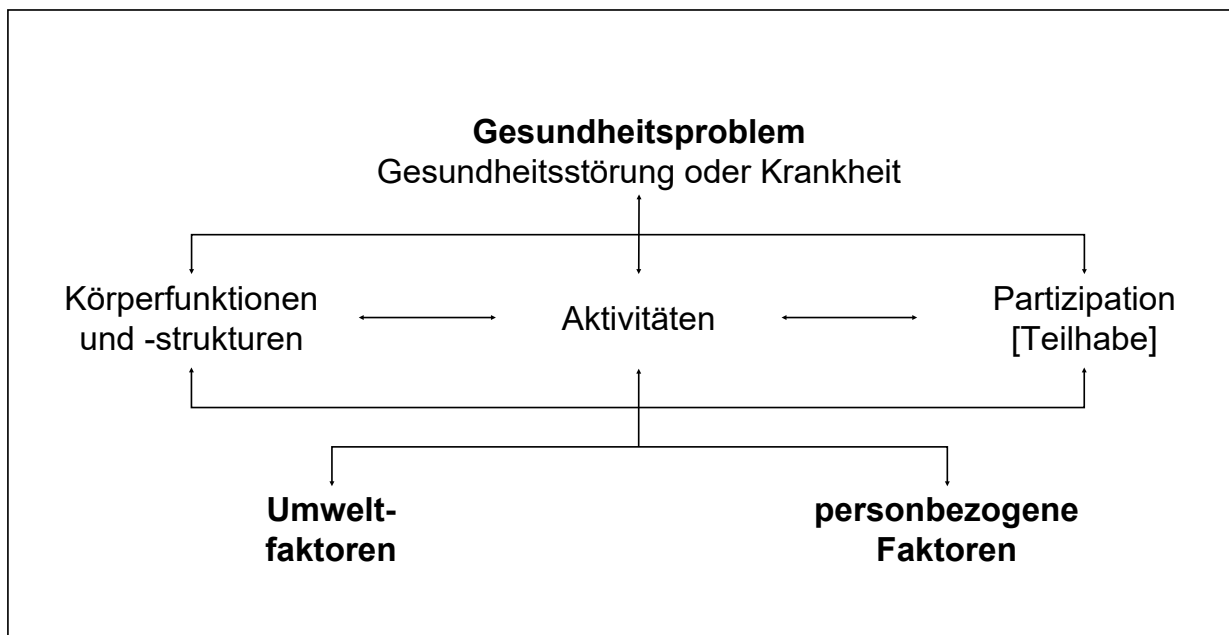 Gesundheitsproblem
Gesundheitsstörung oder Krankheit
Körperfunktionen
und -strukturen
Aktivitäten
Partizipation
[Teilhabe]
Umwelt-
faktoren
personbezogene
Faktoren